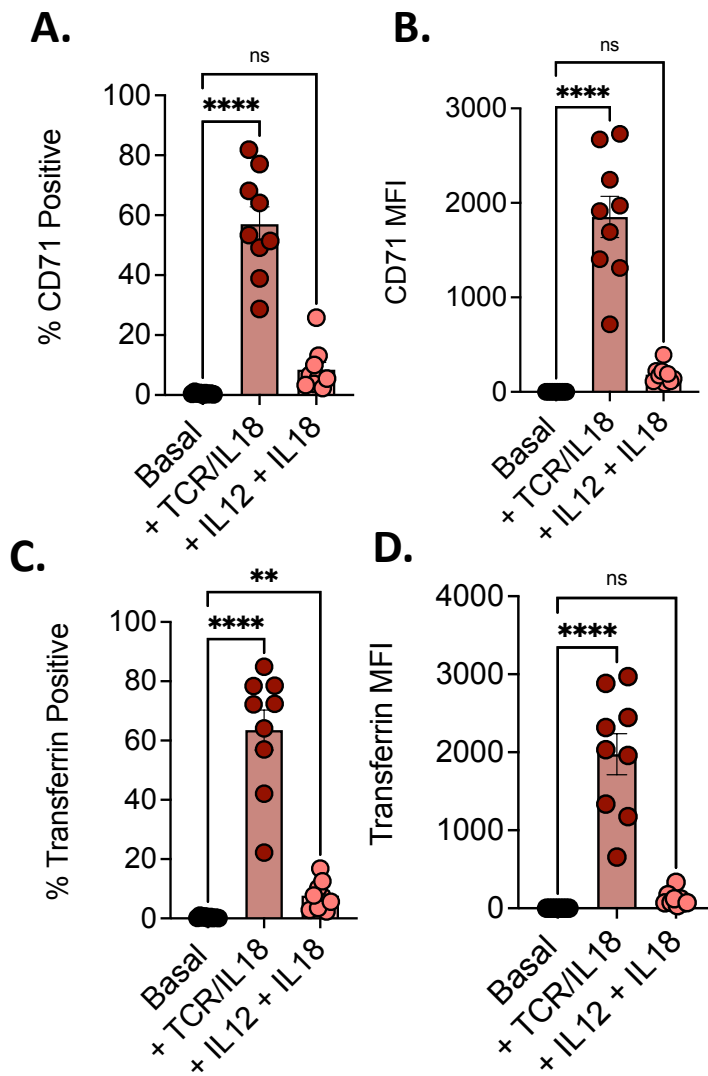 A.
ns
****
100
80
60
40
20
0
% CD71 Positive
Basal
+ TCR/IL18
+ IL12 + IL18
B.
ns
****
3000
2000
1000
0
CD71 MFI
Basal
+ TCR/IL18
+ IL12 + IL18
C.
**
****
100
80
60
40
20
0
% Transferrin Positive
Basal
+ TCR/IL18
+ IL12 + IL18
D.
ns
****
4000
3000
2000
1000
0
Transferrin MFI
Basal
+ TCR/IL18
+ IL12 + IL18